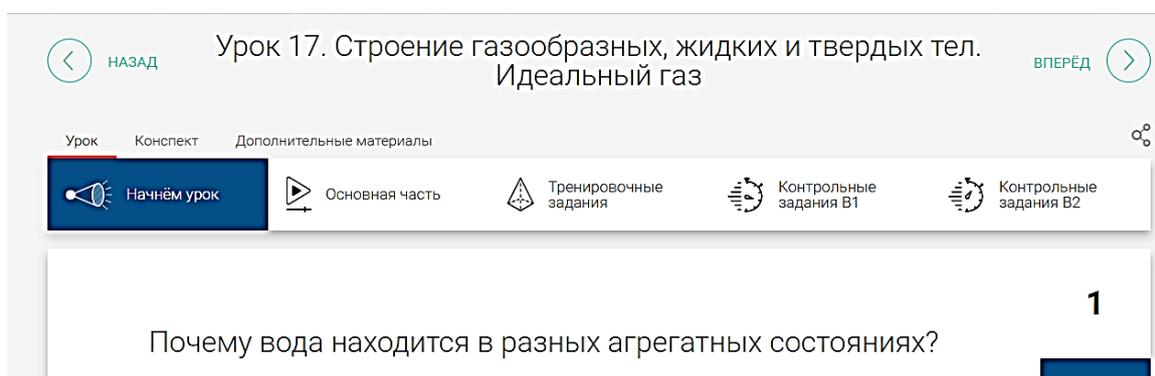 НАЗАД
Урок 17. Строение газообразных, жидких и твердых тел.
Идеальный газ
ВПЕРЁД
Урок Конспект Дополнительные материалы
Начнём урок
Основная часть
Тренировочные
задания
Контрольные
задания В1
Контрольные
задания В2
1
Почему вода находится в разных агрегатных состояниях?